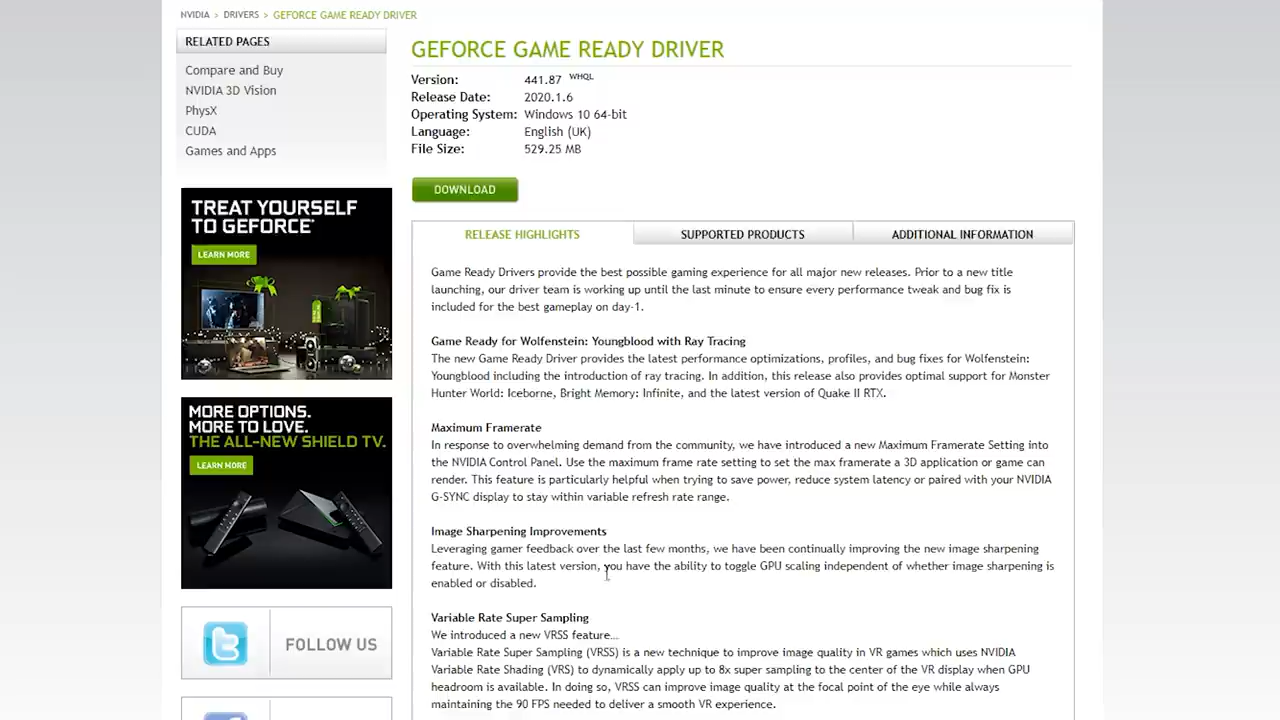 NVIDIA > DRIVERS > GEFORCE GAME READY DRIVER
RELATED PAGES
Compare and Buy
NVIDIA 3D Vision
PhysX
CUDA
Games and Apps
TREAT YOURSELF
TO GEFORCE®
LEARN MORE
MORE OPTIONS.
MORE TO LOVE.
THE ALL-NEW SHIELD TV.
LEARN MORE
FOLLOW US
GEFORCE GAME READY DRIVER
Version: 441.87 WHQL
Release Date: 2020.1.6
Operating System: Windows 10 64-bit
Language: English (UK)
File Size: 529.25 MB
DOWNLOAD
RELEASE HIGHLIGHTS SUPPORTED PRODUCTS ADDITIONAL INFORMATION
Game Ready Drivers provide the best possible gaming experience for all major new releases. Prior to a new title
launching, our driver team is working up until the last minute to ensure every performance tweak and bug fix is
included for the best gameplay on day-1.
Game Ready for Wolfenstein: Youngblood with Ray Tracing
The new Game Ready Driver provides the latest performance optimizations, profiles, and bug fixes for Wolfenstein:
Youngblood including the introduction of ray tracing. In addition, this release also provides optimal support for Monster
Hunter World: Iceborne, Bright Memory: Infinite, and the latest version of Quake II RTX.
Maximum Framerate
In response to overwhelming demand from the community, we have introduced a new Maximum Framerate Setting into
the NVIDIA Control Panel. Use the maximum frame rate setting to set the max framerate a 3D application or game can
render. This feature is particularly helpful when trying to save power, reduce system latency or paired with your NVIDIA
G-SYNC display to stay within variable refresh rate range.
Image Sharpening Improvements
Leveraging gamer feedback over the last few months, we have been continually improving the new image sharpening
feature. With this latest version, you have the ability to toggle GPU scaling independent of whether image sharpening is
enabled or disabled.
Variable Rate Super Sampling
We introduced a new VRSS feature...
Variable Rate Super Sampling (VRSS) is a new technique to improve image quality in VR games which uses NVIDIA
Variable Rate Shading (VRS) to dynamically apply up to 8x super sampling to the center of the VR display when GPU
headroom is available. In doing so, VRSS can improve image quality at the focal point of the eye while always
maintaining the 90 FPS needed to deliver a smooth VR experience.